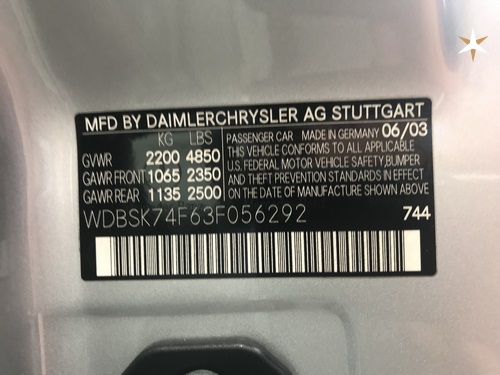 MFD BY DAIMLERCHRYSLER AG STUTTGART
KG LBS
GVWR 2200 4850
GAWR FRONT 1065 2350
GAWR REAR 1135 2500
PASSENGER CAR MADE IN GERMANY 06/03
THIS VEHICLE CONFORMS TO ALL APPLICABLE
U.S. FEDERAL MOTOR VEHICLE SAFETY, BUMPER
AND THEFT PREVENTION STANDARDS IN EFFECT
ON THE DATE OF MANUFACTURE SHOWN ABOVE
WDBSK74F63F056292 744